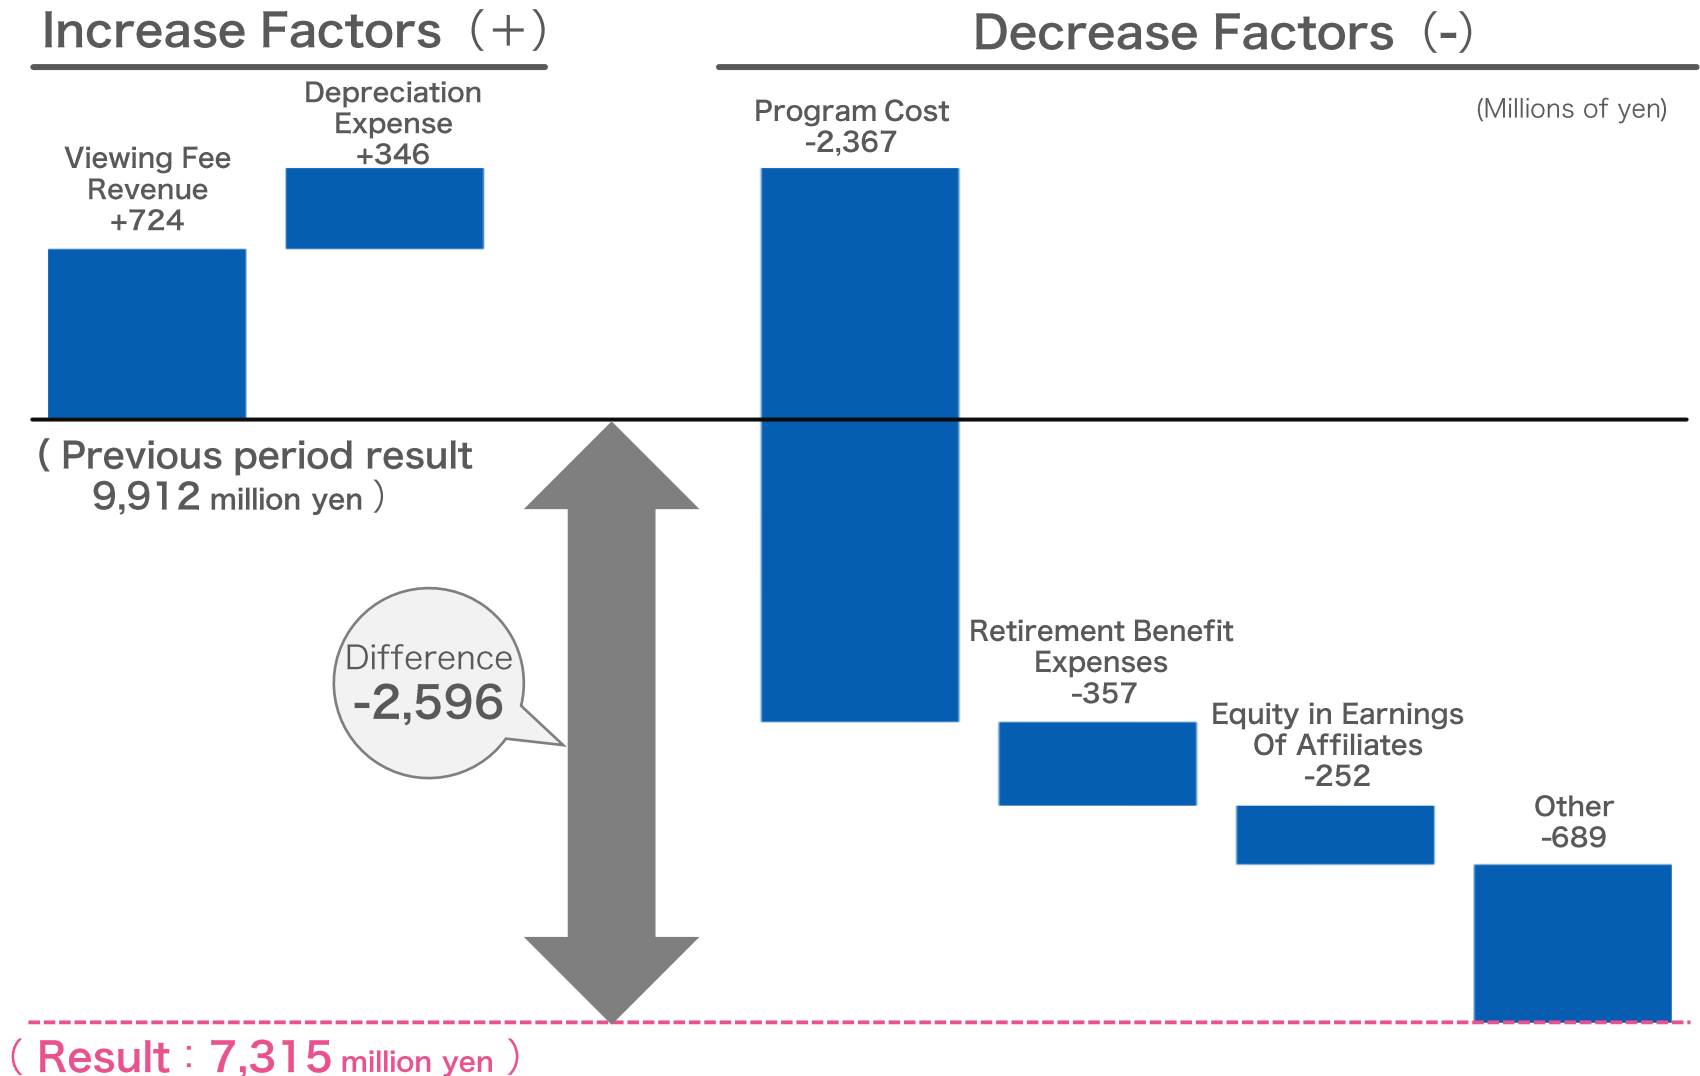 Increase Factors（+）
Decrease Factors（-）
(Millions of yen)
Viewing Fee
Revenue
+724
Depreciation
Expense
+346
Program Cost
-2,367
( Previous period result
9,912 million yen )
Difference
-2,596
Retirement Benefit
Expenses
-357
Equity in Earnings
Of Affiliates
-252
Other
-689
( Result：7,315 million yen )